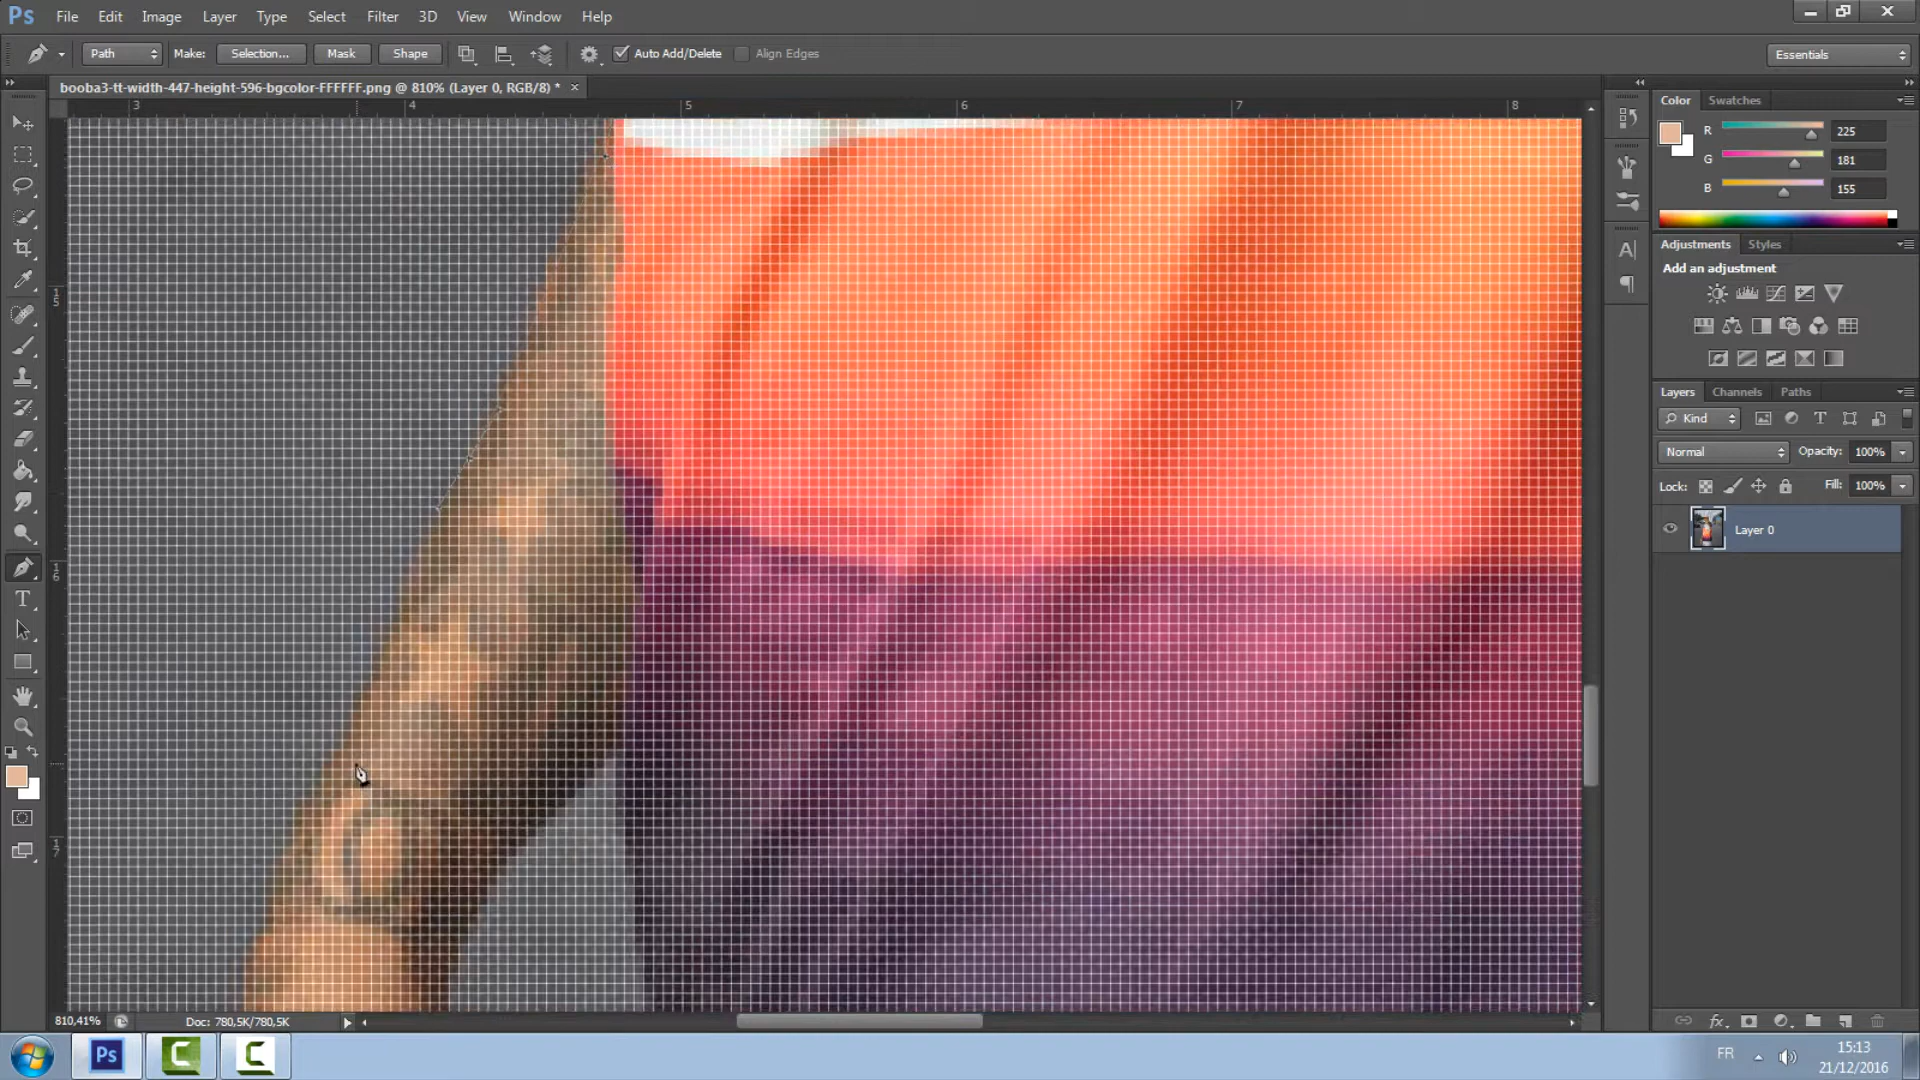 Ps File Edit Image Layer Type Select Filter 3D View Window Help
Path Make: Selection... Mask Shape Auto Add/Delete Align Edges Essentials
booba3-tt-width-447-height-596-bgcolor-FFFFFF.png @ 810% (Layer 0, RGB/8) *
3 4 5 6 7 8
15
16
17
Color Swatches
R 225
G 181
B 155
Adjustments Styles
Add an adjustment
Layers Channels Paths
Kind
Normal Opacity: 100%
Lock: Fill: 100%
Layer 0
810,41% Doc: 780,5K/780,5K
Ps C C FR 15:13
21/12/2016